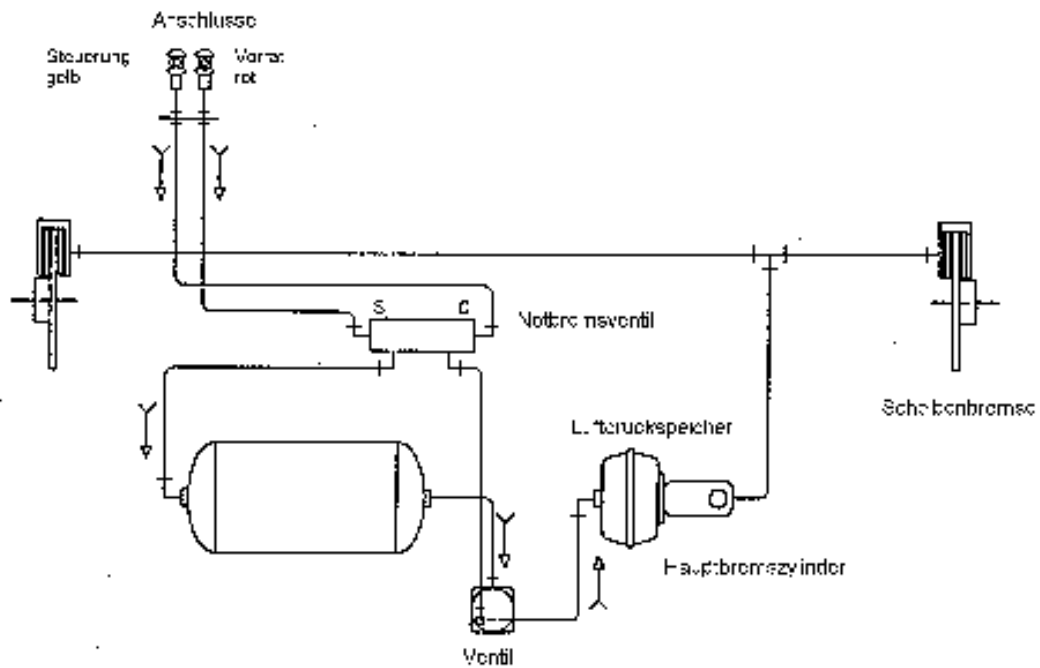 Anschlusse
Steuerung
gelb
Vorrat
rot
S
C
Notbremsventil
Scheibenbremse
Luftdruckspeicher
Hauptbremszylinder
Ventil